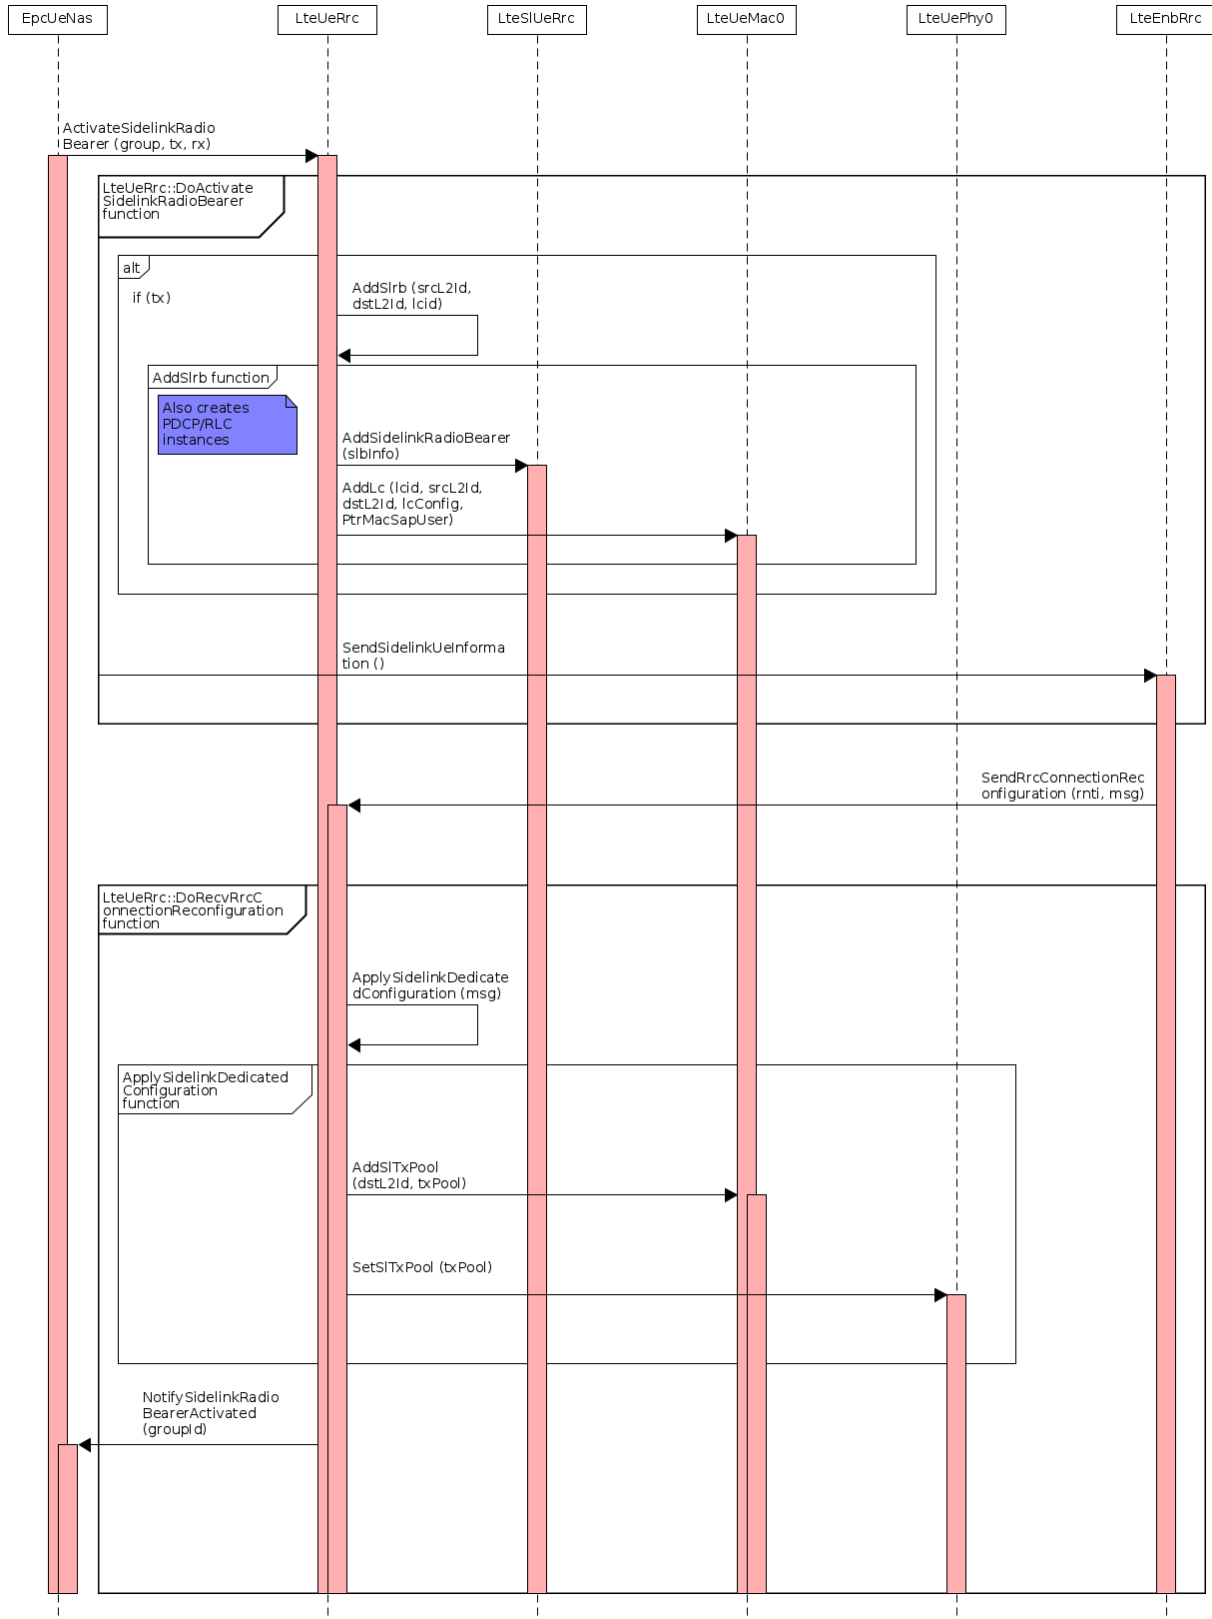 EpcUeNas
LteUeRrc
LteSlUeRrc
LteUeMac0
LteUePhy0
LteEnbRrc
ActivateSidelinkRadio
Bearer (group, tx, rx)
LteUeRrc::DoActivate
SidelinkRadioBearer
function
alt
if (tx)
AddSlrb (srcL2Id,
dstL2Id, lcid)
AddSlrb function
Also creates
PDCP/RLC
instances
AddSidelinkRadioBearer
(slbInfo)
AddLc (lcid, srcL2Id,
dstL2Id, lcConfig,
PtrMacSapUser)
SendSidelinkUeInforma
tion ()
SendRrcConnectionRec
onfiguration (rnti, msg)
LteUeRrc::DoRecvRrcC
onnectionReconfiguration
function
ApplySidelinkDedicate
dConfiguration (msg)
ApplySidelinkDedicated
Configuration
function
AddSlTxPool
(dstL2Id, txPool)
SetSlTxPool (txPool)
NotifySidelinkRadio
BearerActivated
(groupId)